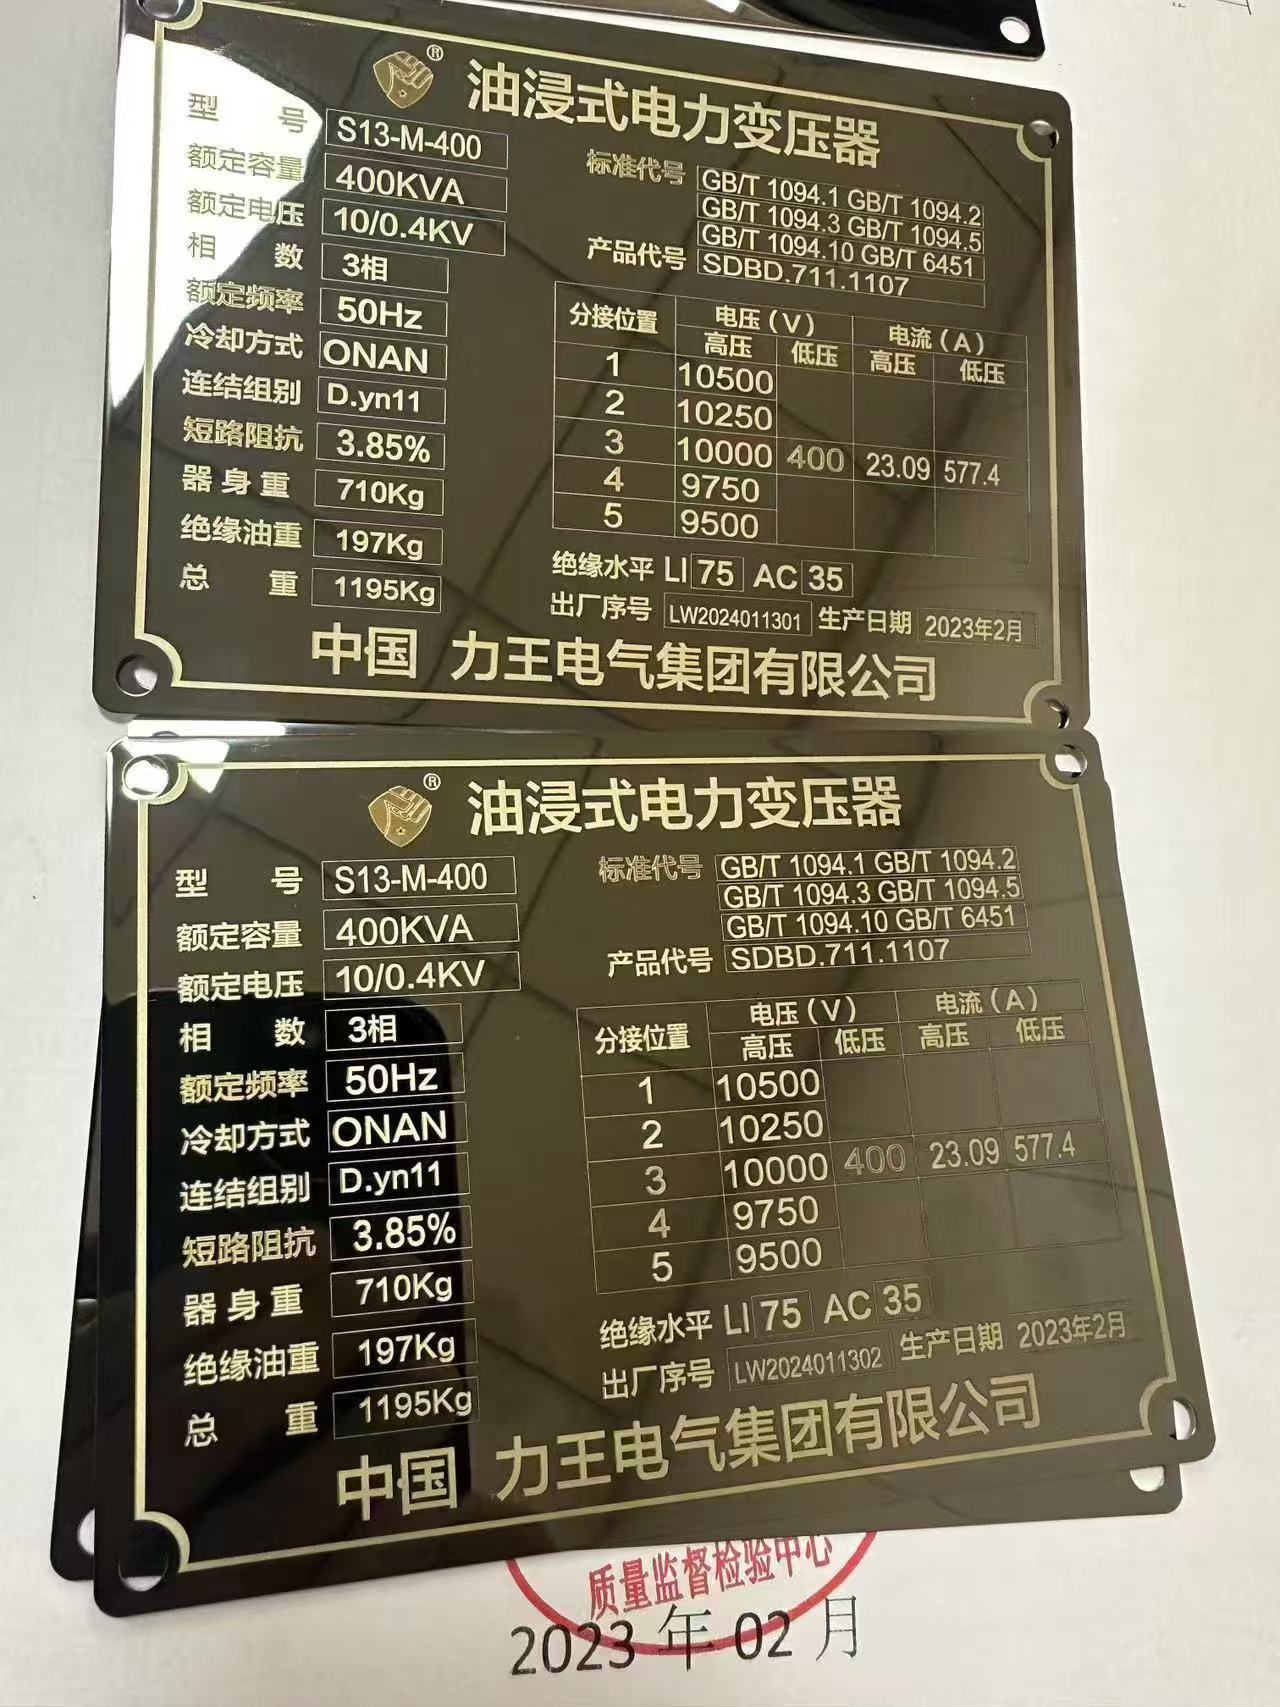 ®
油浸式电力变压器
型 号 S13-M-400
额定容量 400KVA
额定电压 10/0.4KV
相 数 3相
额定频率 50Hz
冷却方式 ONAN
连结组别 D.yn11
短路阻抗 3.85%
器身重 710Kg
绝缘油重 197Kg
总 重 1195Kg
标准代号 GB/T 1094.1 GB/T 1094.2
GB/T 1094.3 GB/T 1094.5
GB/T 1094.10 GB/T 6451
产品代号 SDBD.711.1107
分接位置 电压(V) 电流(A)
高压 低压 高压 低压
1 10500
2 10250
3 10000 400 23.09 577.4
4 9750
5 9500
绝缘水平 LI 75 AC 35
出厂序号 LW2024011301 生产日期 2023年2月
中国 力王电气集团有限公司
®
油浸式电力变压器
型 号 S13-M-400
额定容量 400KVA
额定电压 10/0.4KV
相 数 3相
额定频率 50Hz
冷却方式 ONAN
连结组别 D.yn11
短路阻抗 3.85%
器身重 710Kg
绝缘油重 197Kg
总 重 1195Kg
标准代号 GB/T 1094.1 GB/T 1094.2
GB/T 1094.3 GB/T 1094.5
GB/T 1094.10 GB/T 6451
产品代号 SDBD.711.1107
分接位置 电压(V) 电流(A)
高压 低压 高压 低压
1 10500
2 10250
3 10000 400 23.09 577.4
4 9750
5 9500
绝缘水平 LI 75 AC 35
出厂序号 LW2024011302 生产日期 2023年2月
中国 力王电气集团有限公司
质量监督检验中心
2023 年 02 月